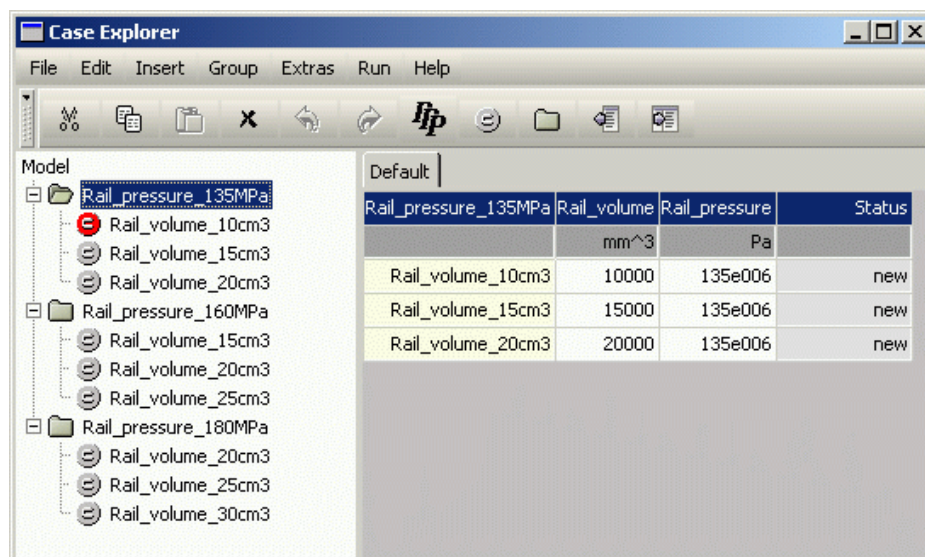 Case Explorer
File Edit Insert Group Extras Run Help
Model
Rail_pressure_135MPa
Rail_volume_10cm3
Rail_volume_15cm3
Rail_volume_20cm3
Rail_pressure_160MPa
Rail_volume_15cm3
Rail_volume_20cm3
Rail_volume_25cm3
Rail_pressure_180MPa
Rail_volume_20cm3
Rail_volume_25cm3
Rail_volume_30cm3
Default
Rail_pressure_135MPa Rail_volume Rail_pressure Status
mm^3 Pa
Rail_volume_10cm3 10000 135e006 new
Rail_volume_15cm3 15000 135e006 new
Rail_volume_20cm3 20000 135e006 new